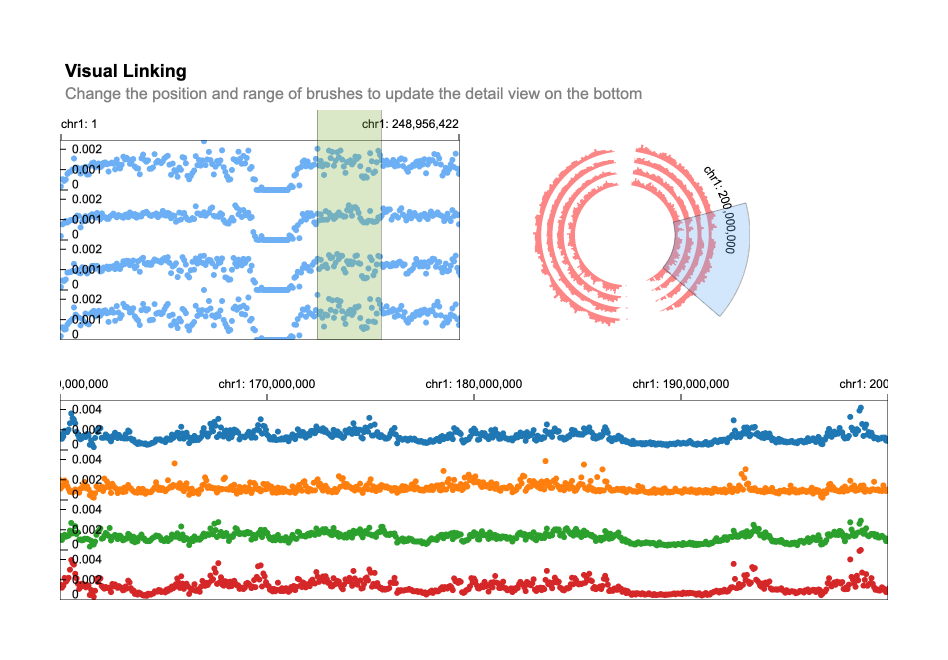 Visual Linking
Change the position and range of brushes to update the detail view on the bottom
chr1: 1
chr1: 248,956,422
0.002
0.001
0
0.002
0.001
0
0.002
0.001
0
0.002
0.001
0
chr1: 200,000,000
0,000,000
chr1: 170,000,000
chr1: 180,000,000
chr1: 190,000,000
chr1: 200
0.004
0.002
0
0.004
0.002
0
0.004
0.002
0
0.004
0.002
0